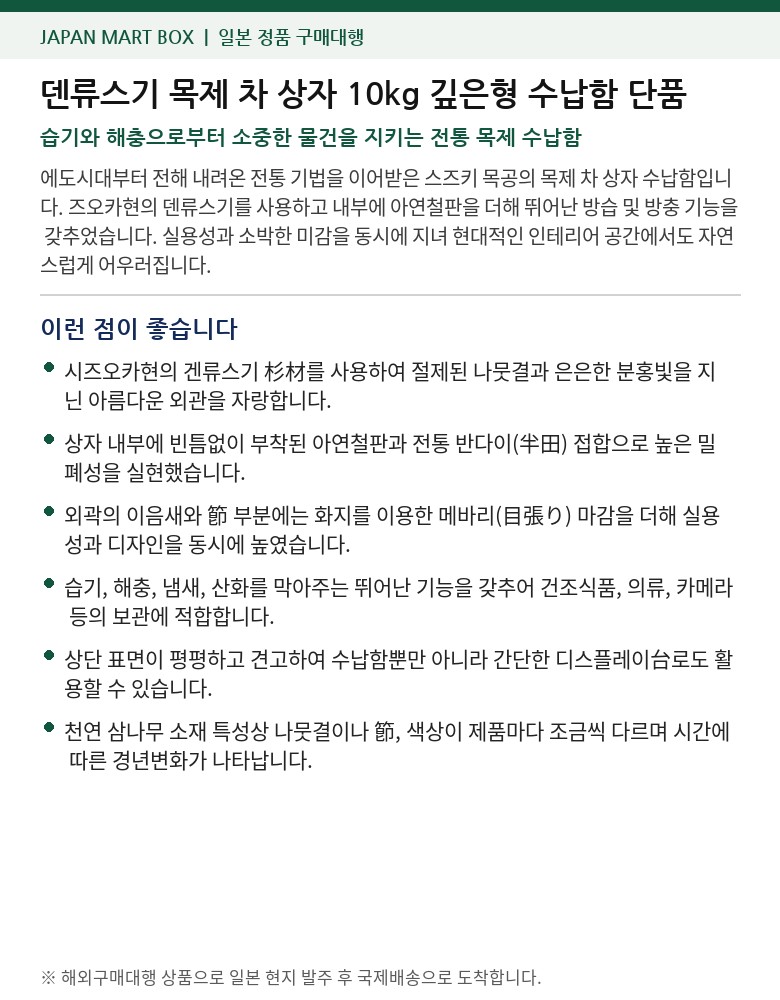 JAPAN MART BOX | 일본 정품 구매대행
덴류스기 목제 차 상자 10kg 깊은형 수납함 단품
습기와 해충으로부터 소중한 물건을 지키는 전통 목제 수납함
에도시대부터 전해 내려온 전통 기법을 이어받은 스즈키 목공의 목제 차 상자 수납함입니
다. 즈오카현의 덴류스기를 사용하고 내부에 아연철판을 더해 뛰어난 방습 및 방충 기능을
갖추었습니다. 실용성과 소박한 미감을 동시에 지녀 현대적인 인테리어 공간에서도 자연
스럽게 어우러집니다.
이런 점이 좋습니다
시즈오카현의 겐류스기 杉材를 사용하여 절제된 나뭇결과 은은한 분홍빛을 지
닌 아름다운 외관을 자랑합니다.
상자 내부에 빈틈없이 부착된 아연철판과 전통 반다이(半田) 접합으로 높은 밀
폐성을 실현했습니다.
외곽의 이음새와 節 부분에는 화지를 이용한 메바리(目張り) 마감을 더해 실용
성과 디자인을 동시에 높였습니다.
습기, 해충, 냄새, 산화를 막아주는 뛰어난 기능을 갖추어 건조식품, 의류, 카메라
등의 보관에 적합합니다.
상단 표면이 평평하고 견고하여 수납함뿐만 아니라 간단한 디스플레이台로도 활
용할 수 있습니다.
천연 삼나무 소재 특성상 나뭇결이나 節, 색상이 제품마다 조금씩 다르며 시간에
따른 경년변화가 나타납니다.
※ 해외구매대행 상품으로 일본 현지 발주 후 국제배송으로 도착합니다.